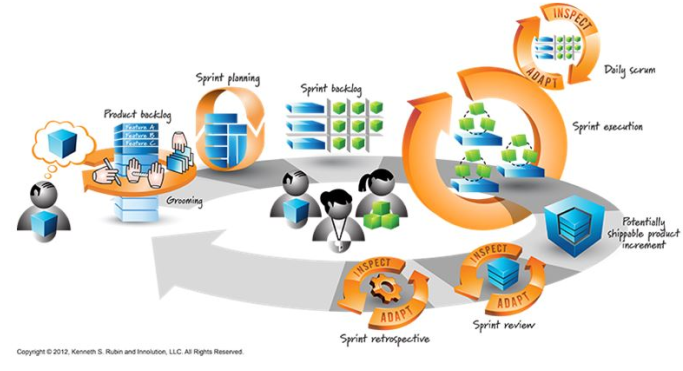 INSPECT
ADAPT
Daily scrum
Sprint planning
Sprint backlog
Product backlog
Feature A
Feature B
Feature C
Sprint execution
Grooming
Potentially
shippable product
increment
INSPECT
ADAPT
Sprint review
INSPECT
ADAPT
Sprint retrospective
Copyright © 2012, Kenneth S. Rubin and Innolution, LLC. All Rights Reserved.